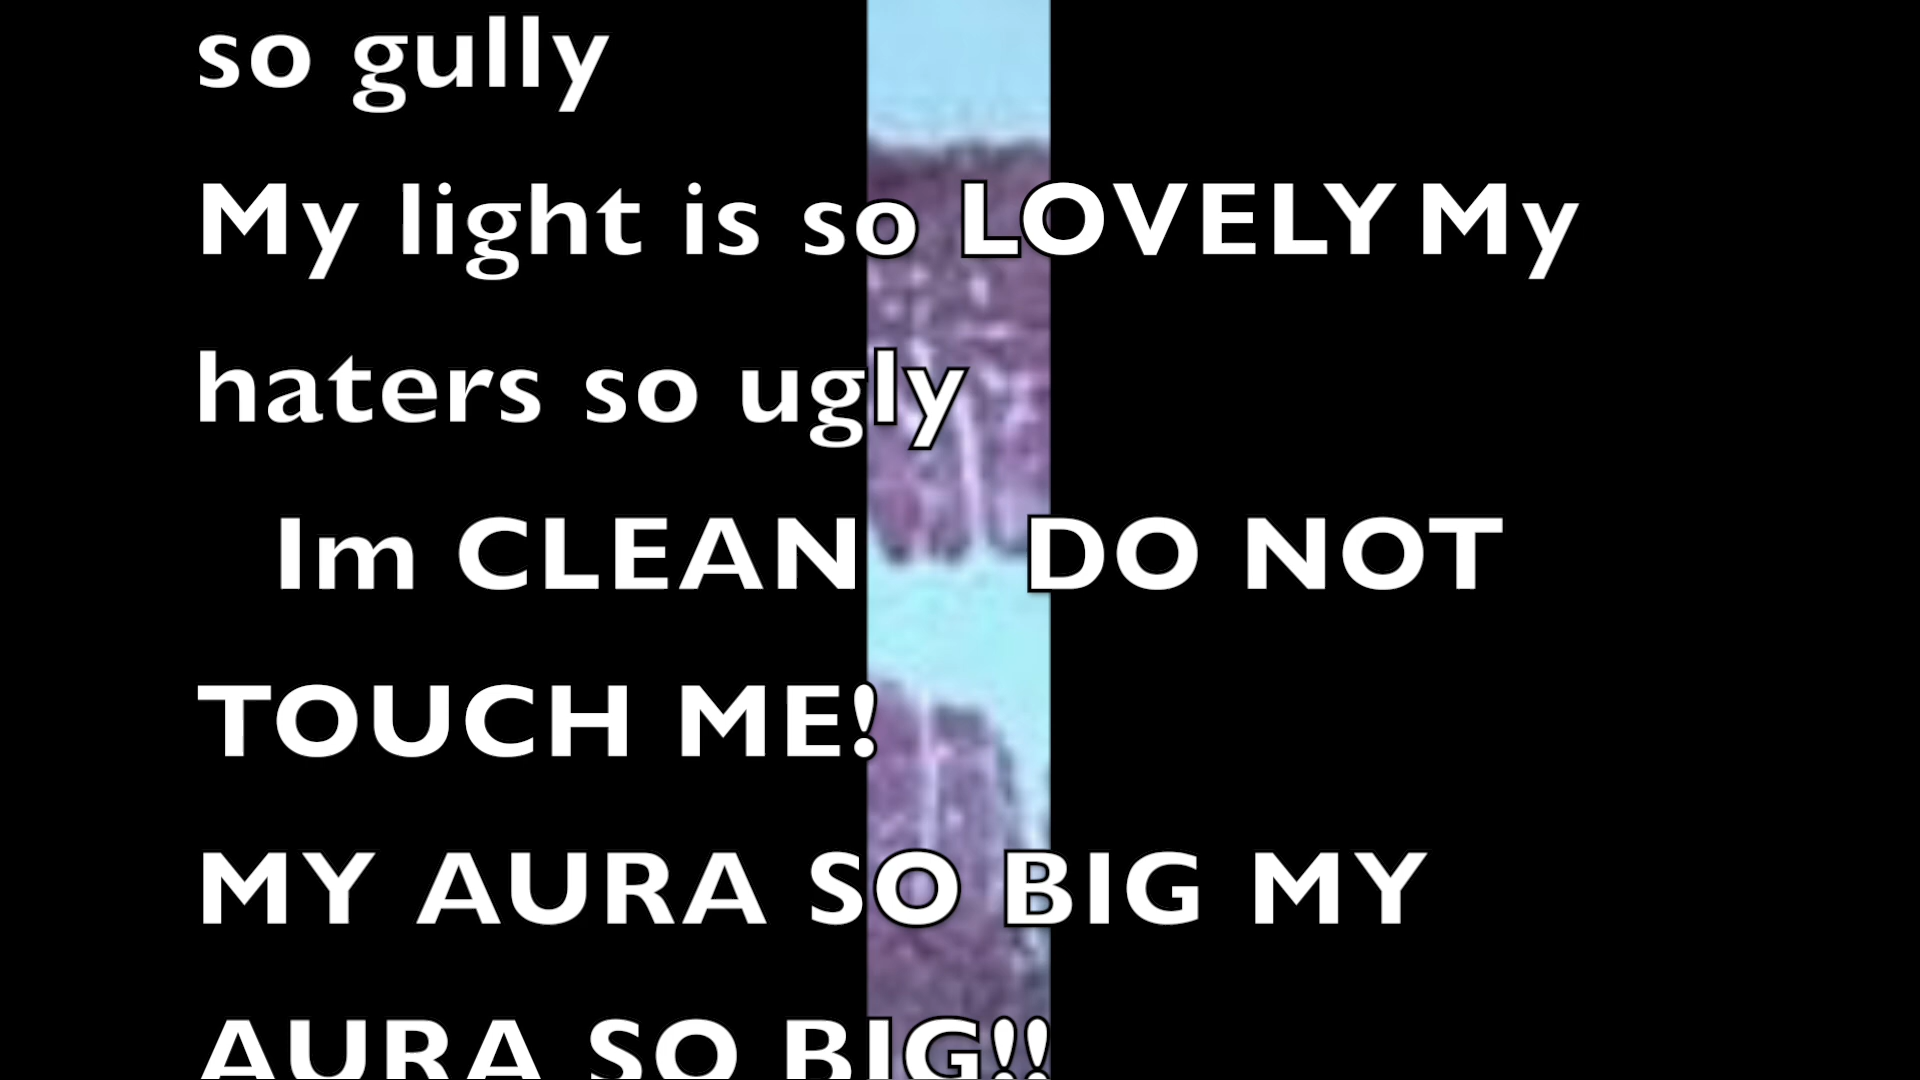 so gully
My light is so LOVELY My
haters so ugly
Im CLEAN DO NOT
TOUCH ME!
MY AURA SO BIG MY
AURA SO BIG!!